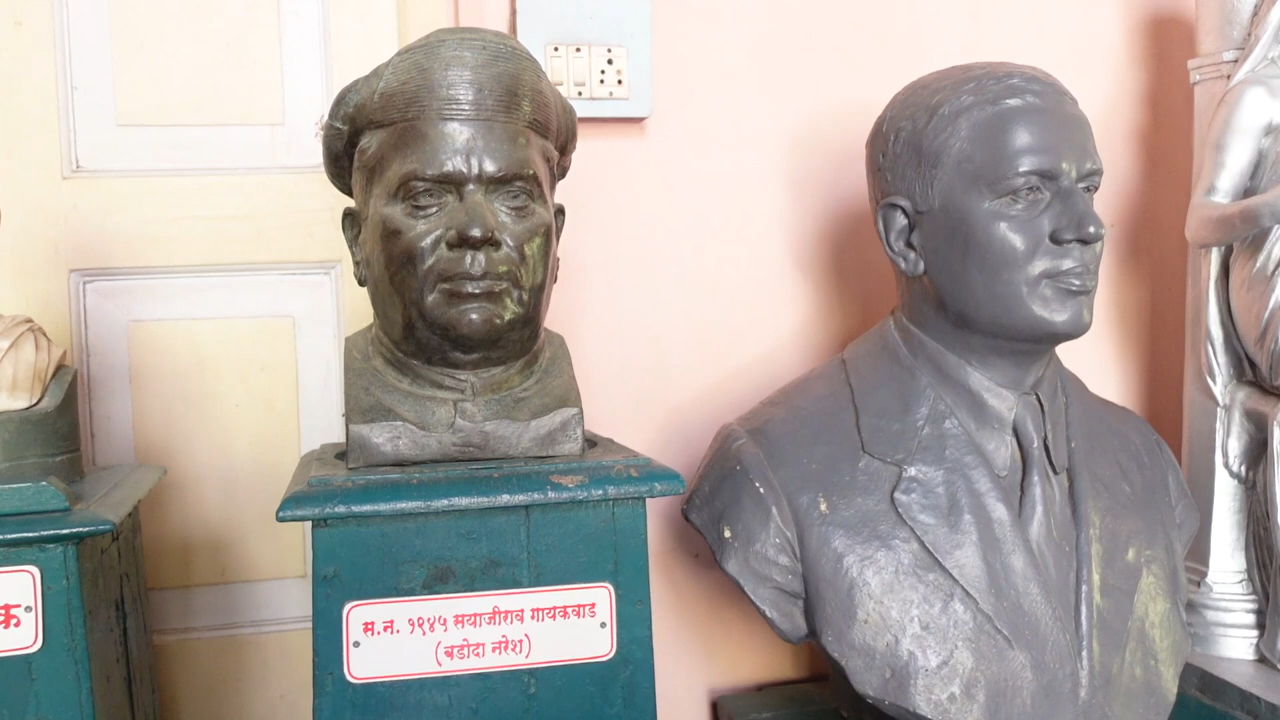 क
स.न. १९४५ सयाजीराव गायकवाड
(बडोदा नरेश)